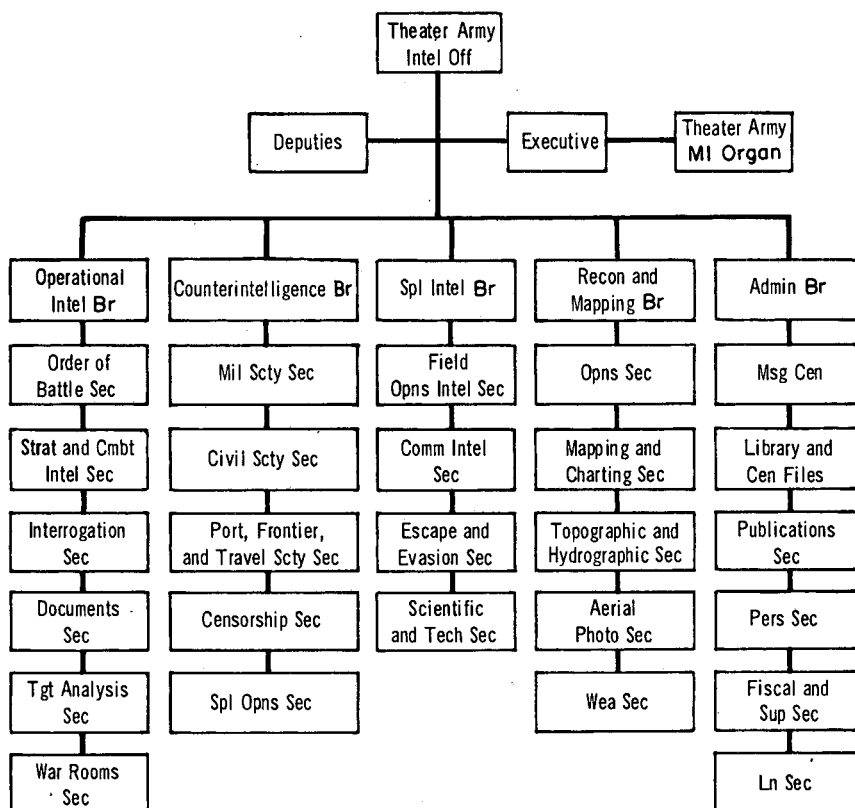 Theater Army
Intel Off
Deputies
Executive
Theater Army
MI Organ
Operational
Intel Br
Counterintelligence Br
Spl Intel Br
Recon and
Mapping Br
Admin Br
Order of
Battle Sec
Mil Scty Sec
Field
Opns Intel Sec
Opns Sec
Msg Cen
Strat and Cmbt
Intel Sec
Civil Scty Sec
Comm Intel
Sec
Mapping and
Charting Sec
Library and
Cen Files
Interrogation
Sec
Port, Frontier,
and Travel Scty Sec
Escape and
Evasion Sec
Topographic and
Hydrographic Sec
Publications
Sec
Documents
Sec
Censorship Sec
Scientific
and Tech Sec
Aerial
Photo Sec
Pers Sec
Tgt Analysis
Sec
Spl Opns Sec
Wea Sec
Fiscal and
Sup Sec
War Rooms
Sec
Ln Sec